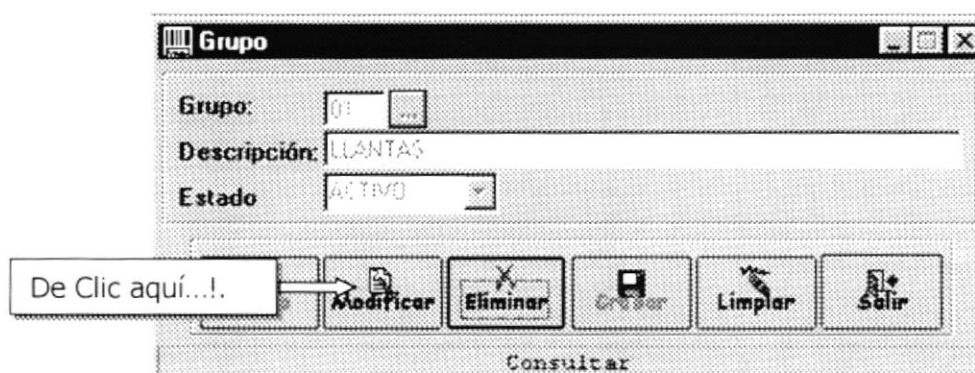 Grupo
Grupo: 01 ...
Descripción: LLANTAS
Estado ACTIVO
De Clic aquí...!.
Modificar Eliminar Grabar Limpiar Salir
Consultar